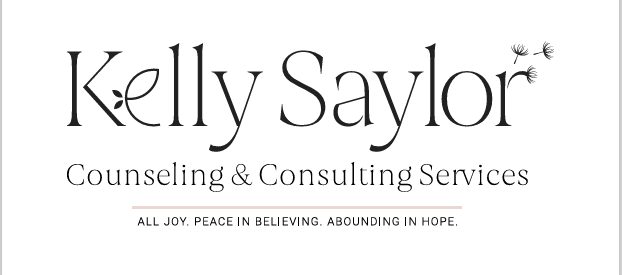 Kelly Saylor
Counseling & Consulting Services
ALL JOY. PEACE IN BELIEVING. ABOUNDING IN HOPE.